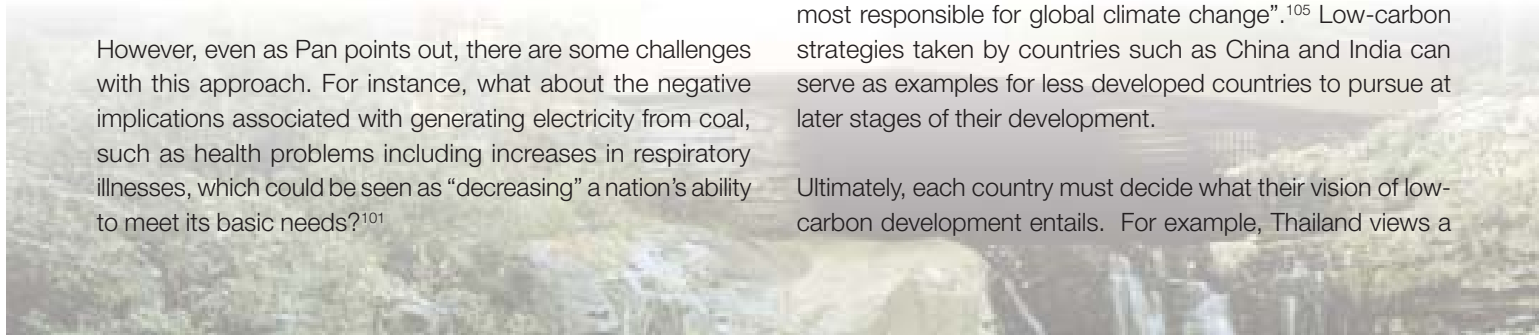 However, even as Pan points out, there are some challenges
with this approach. For instance, what about the negative
implications associated with generating electricity from coal,
such as health problems including increases in respiratory
illnesses, which could be seen as “decreasing” a nation’s ability
to meet its basic needs?101
most responsible for global climate change”.105 Low-carbon
strategies taken by countries such as China and India can
serve as examples for less developed countries to pursue at
later stages of their development.
Ultimately, each country must decide what their vision of low-
carbon development entails.  For example, Thailand views a